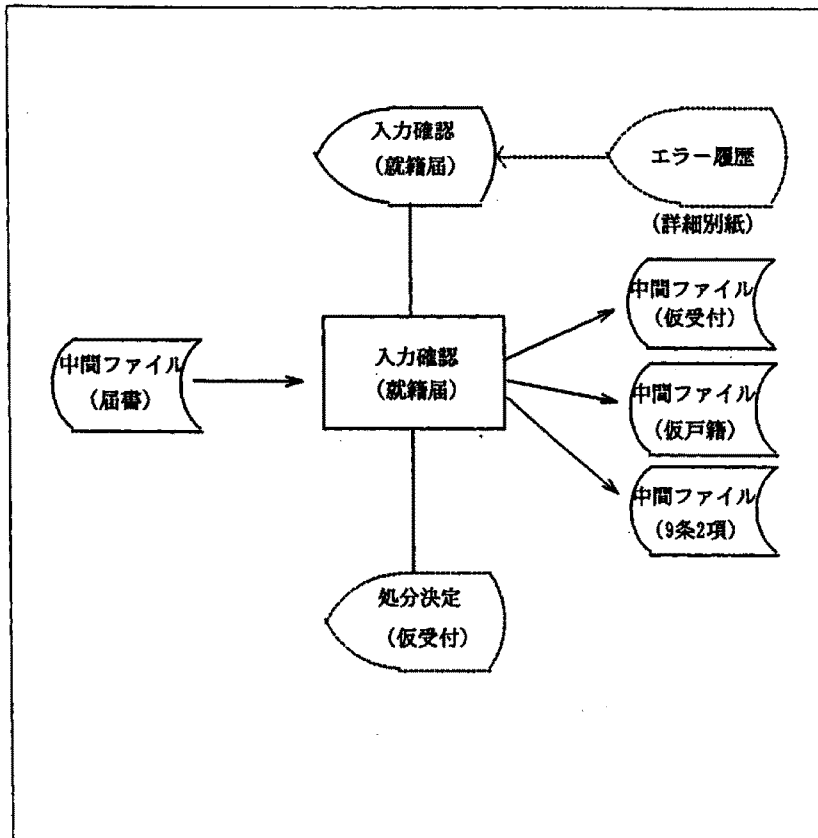 入力確認
(就籍届)
エラー履歴
(詳細別紙)
中間ファイル
(仮受付)
中間ファイル
(届書)
入力確認
(就籍届)
中間ファイル
(仮戸籍)
中間ファイル
(9条2項)
処分決定
(仮受付)